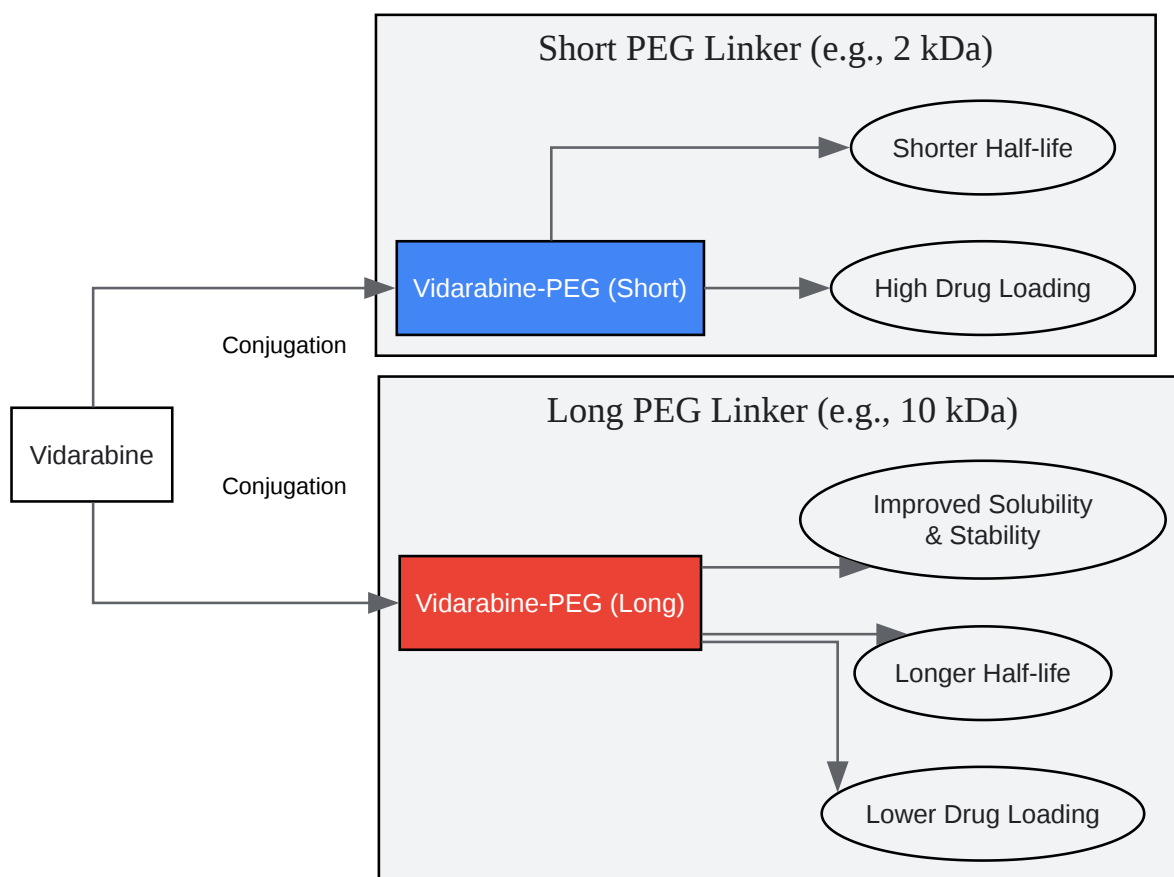 Short PEG Linker (e.g., 2 kDa)
Shorter Half-life
Vidarabine-PEG (Short)
High Drug Loading
Conjugation
Vidarabine
Conjugation
Long PEG Linker (e.g., 10 kDa)
Improved Solubility
& Stability
Vidarabine-PEG (Long)
Longer Half-life
Lower Drug Loading